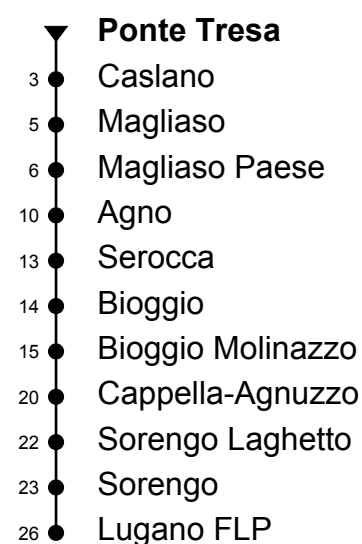 Ponte Tresa
3 Caslano
5 Magliaso
6 Magliaso Paese
10 Agno
13 Serocca
14 Bioggio
15 Bioggio Molinazzo
20 Cappella-Agnuzzo
22 Sorengo Laghetto
23 Sorengo
26 Lugano FLP